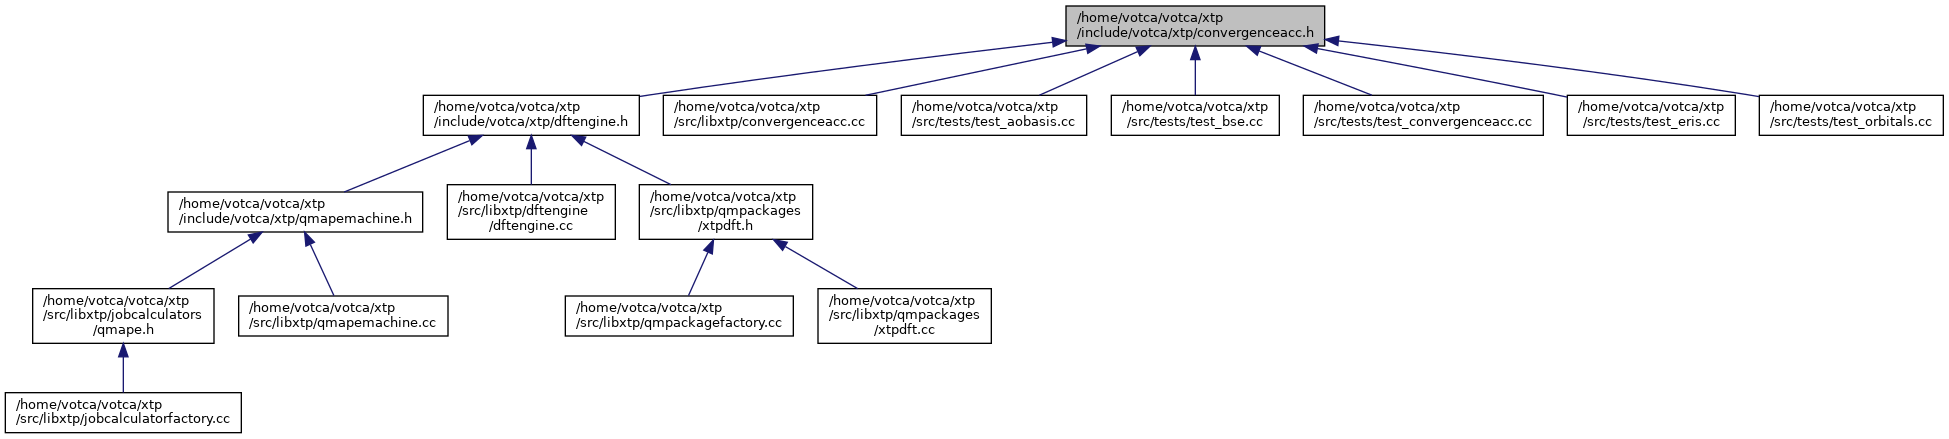 /home/votca/votca/xtp
/include/votca/xtp/convergenceacc.h
/home/votca/votca/xtp
/include/votca/xtp/dftengine.h
/home/votca/votca/xtp
/src/libxtp/convergenceacc.cc
/home/votca/votca/xtp
/src/tests/test_aobasis.cc
/home/votca/votca/xtp
/src/tests/test_bse.cc
/home/votca/votca/xtp
/src/tests/test_convergenceacc.cc
/home/votca/votca/xtp
/src/tests/test_eris.cc
/home/votca/votca/xtp
/src/tests/test_orbitals.cc
/home/votca/votca/xtp
/include/votca/xtp/qmapemachine.h
/home/votca/votca/xtp
/src/libxtp/dftengine
/dftengine.cc
/home/votca/votca/xtp
/src/libxtp/qmpackages
/xtpdft.h
/home/votca/votca/xtp
/src/libxtp/jobcalculators
/qmape.h
/home/votca/votca/xtp
/src/libxtp/qmapemachine.cc
/home/votca/votca/xtp
/src/libxtp/qmpackagefactory.cc
/home/votca/votca/xtp
/src/libxtp/qmpackages
/xtpdft.cc
/home/votca/votca/xtp
/src/libxtp/jobcalculatorfactory.cc